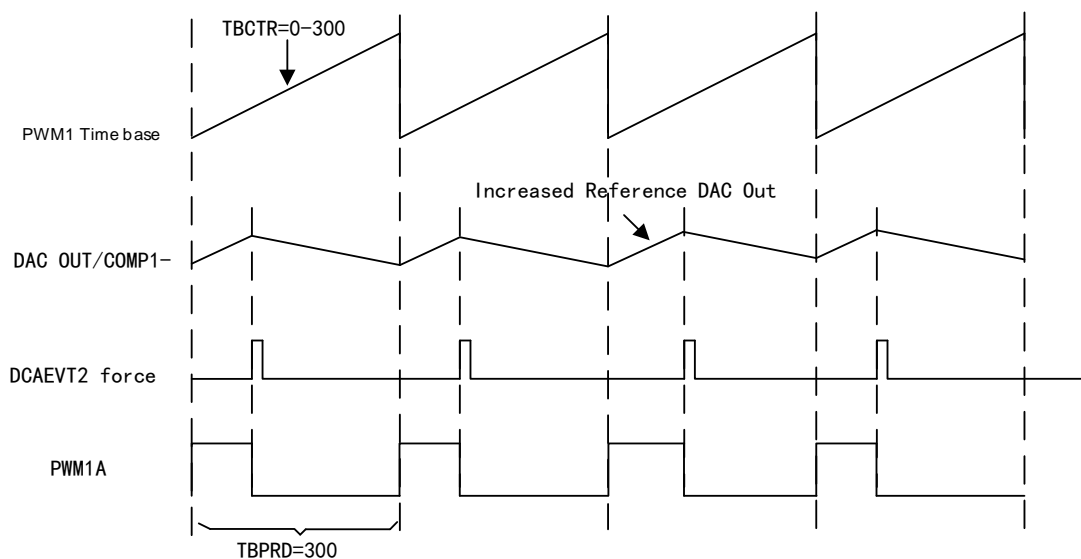 TBCTR=0-300
PWM1 Time base
Increased Reference DAC Out
DAC OUT/COMP1-
DCAEVT2 force
PWM1A
TBPRD=300